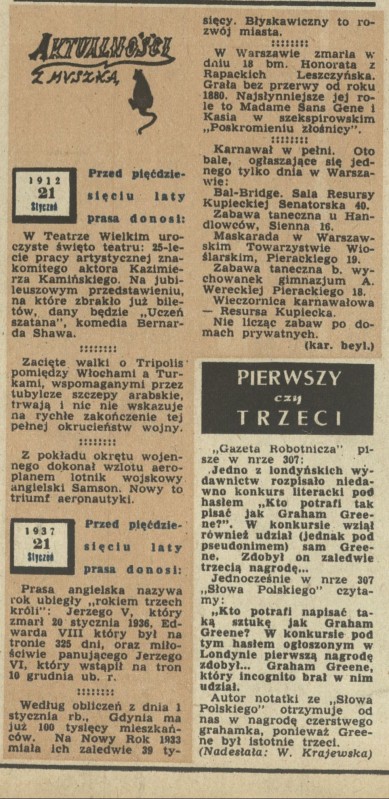 AKTUALNOŚCI
Z MYSZKĄ
1912
21
Styczeń
Przed pięćdzie-
sięciu laty
prasa donosi:
W Teatrze Wielkim uro-
czyste święto teatru: 25-le-
cie pracy artystycznej zna-
komitego aktora Kazimie-
rza Kamińskiego. Na jubi-
leuszowym przedstawieniu,
na które zbrakło już bile-
tów, dany będzie „Uczeń
szatana”, komedia Bernar-
da Shawa.
Zacięte walki o Tripolis
pomiędzy Włochami a Tur-
kami, wspomaganymi przez
tubylcze szczepy arabskie,
trwają i nic nie wskazuje
na rychłe zakończenie tej
pełnej okrucieństw wojny.
Z pokładu okrętu wojen-
nego dokonał wzlotu aero-
planem lotnik wojskowy
angielski Samson. Nowy to
triumf aeronautyki.
1937
21
Styczeń
Przed pięćdzie-
sięciu laty
prasa donosi:
Prasa angielska nazywa
rok ubiegły „rokiem trzech
króli”: Jerzego V, który
zmarł 20 stycznia 1936, Ed-
warda VIII który był na
tronie 325 dni, oraz miło-
ściwie panującego Jerzego
VI, który wstąpił na tron
10 grudnia ub. r.
Według obliczeń z dnia 1
stycznia rb., Gdynia ma
już 100 tysięcy mieszkań-
ców. Na Nowy Rok 1933
miała ich zaledwie 39 ty-
sięcy. Błyskawiczny to ro-
zwój miasta.
W Warszawie zmarła w
dniu 18 bm. Honorata z
Rapackich Leszczyńska.
Grała bez przerwy od roku
1880. Najsłynniejsze jej ro-
le to Madame Sans Gene i
Kasia w szekspirowskim
„Poskromieniu złośnicy”.
Karnawał w pełni. Oto
bale, ogłaszające się jed-
nego tylko dnia w Warsza-
wie:
Bal-Bridge. Sala Resursy
Kupieckiej Senatorska 40.
Zabawa taneczna u Han-
dlowców, Sienna 16.
Maskarada w Warszaw-
skim Towarzystwie Wio-
ślarskim, Pierackiego 19.
Zabawa taneczna b. wy-
chowanek gimnazjum A.
Wereckiej Pierackiego 18.
Wieczornica karnawałowa
— Resursa Kupiecka.
Nie licząc zabaw po do-
mach prywatnych.
(kar. beyl.)
PIERWSZY
czy
TRZECI
„Gazeta Robotnicza” pi-
sze w nrze 307:
Jedno z londyńskich wy-
dawnictw rozpisało nieda-
wno konkurs literacki pod
hasłem „Kto potrafi tak
pisać jak Graham Gree-
ne?”. W konkursie wziął
również udział (jednak pod
pseudonimem) sam Gree-
ne. Zdobył on zaledwie
trzecią nagrodę...
Jednocześnie w nrze 307
„Słowa Polskiego” czyta-
my:
„Kto potrafi napisać ta-
ką sztukę jak Graham
Greene? W konkursie pod
tym hasłem ogłoszonym w
Londynie pierwszą nagrodę
zdobył... Graham Greene,
który incognito brał w nim
udział.
Autor notatki ze „Słowa
Polskiego” otrzymuje od
nas w nagrodę czerstwego
grahamka, ponieważ Gree-
ne był istotnie trzeci.
(Nadesłała: W. Krajewska)